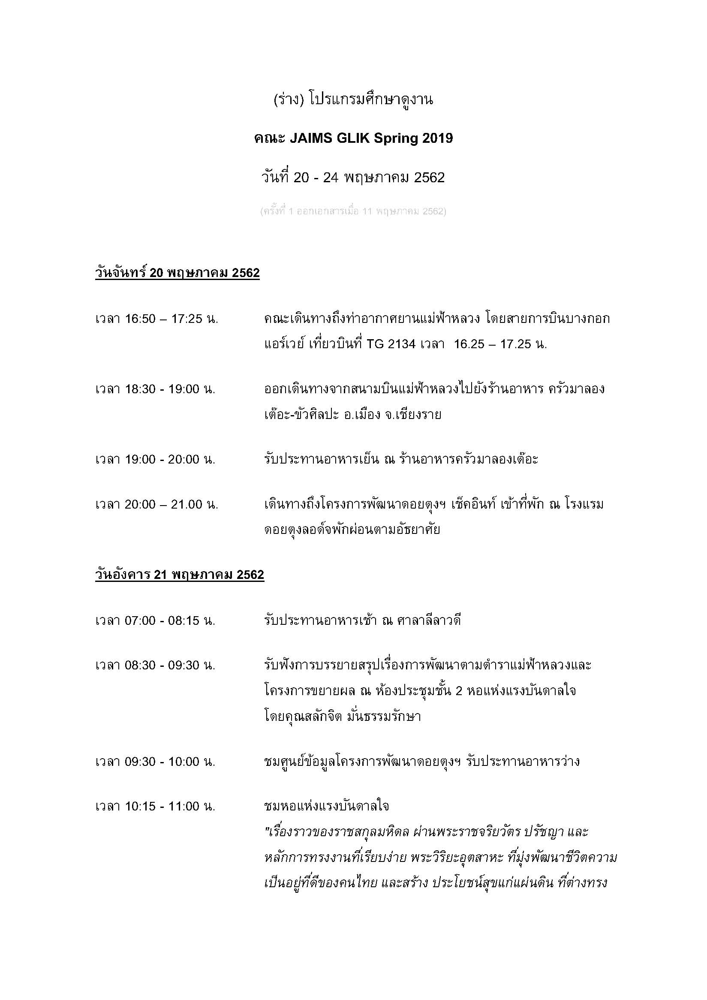 (ร่าง) โปรแกรมศึกษาดูงาน
คณะ JAIMS GLIK Spring 2019
วันที่ 20 - 24 พฤษภาคม 2562
(ครั้งที่ 1 ออกเอกสารเมื่อ 11 พฤษภาคม 2562)
วันจันทร์ 20 พฤษภาคม 2562
เวลา 16:50 – 17:25 น. คณะเดินทางถึงท่าอากาศยานแม่ฟ้าหลวง โดยสายการบินบางกอก
แอร์เวย์ เที่ยวบินที่ TG 2134 เวลา 16.25 – 17.25 น.
เวลา 18:30 - 19:00 น. ออกเดินทางจากสนามบินแม่ฟ้าหลวงไปยังร้านอาหาร ครัวมาลอง
เต๊อะ-ขัวศิลปะ อ.เมือง จ.เชียงราย
เวลา 19:00 - 20:00 น. รับประทานอาหารเย็น ณ ร้านอาหารครัวมาลองเต๊อะ
เวลา 20:00 – 21.00 น. เดินทางถึงโครงการพัฒนาดอยตุงฯ เช็คอินท์ เข้าที่พัก ณ โรงแรม
ดอยตุงลอด์จพักผ่อนตามอัธยาศัย
วันอังคาร 21 พฤษภาคม 2562
เวลา 07:00 - 08:15 น. รับประทานอาหารเช้า ณ ศาลาลีลาวดี
เวลา 08:30 - 09:30 น. รับฟังการบรรยายสรุปเรื่องการพัฒนาตามตำราแม่ฟ้าหลวงและ
โครงการขยายผล ณ ห้องประชุมชั้น 2 หอแห่งแรงบันดาลใจ
โดยคุณสลักจิต มั่นธรรมรักษา
เวลา 09:30 - 10:00 น. ชมศูนย์ข้อมูลโครงการพัฒนาดอยตุงฯ รับประทานอาหารว่าง
เวลา 10:15 - 11:00 น. ชมหอแห่งแรงบันดาลใจ
"เรื่องราวของราชสกุลมหิดล ผ่านพระราชจริยวัตร ปรัชญา และ
หลักการทรงงานที่เรียบง่าย พระวิริยะอุตสาหะ ที่มุ่งพัฒนาชีวิตความ
เป็นอยู่ที่ดีของคนไทย และสร้าง ประโยชน์สุขแก่แผ่นดิน ที่ต่างทรง